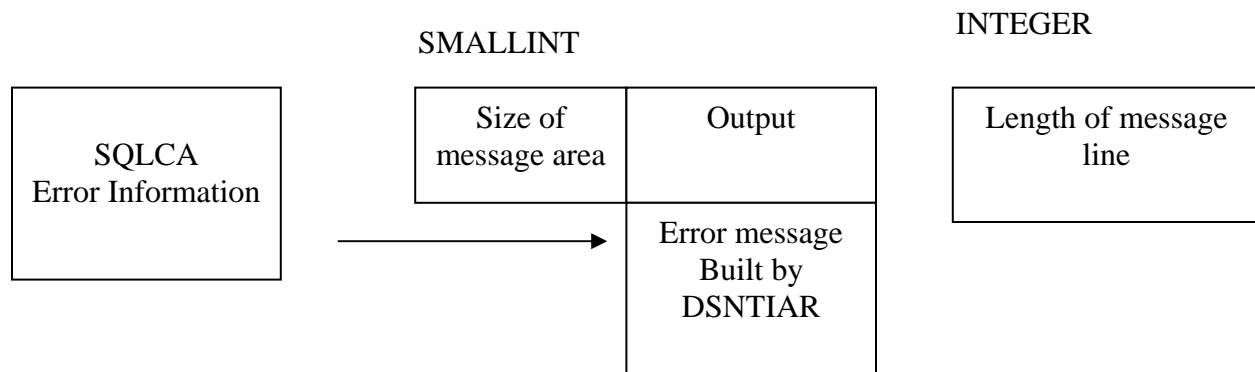 INTEGER
SMALLINT
SQLCA
Error Information
Size of
message area
Output
Length of message
line
Error message
Built by
DSNTIAR